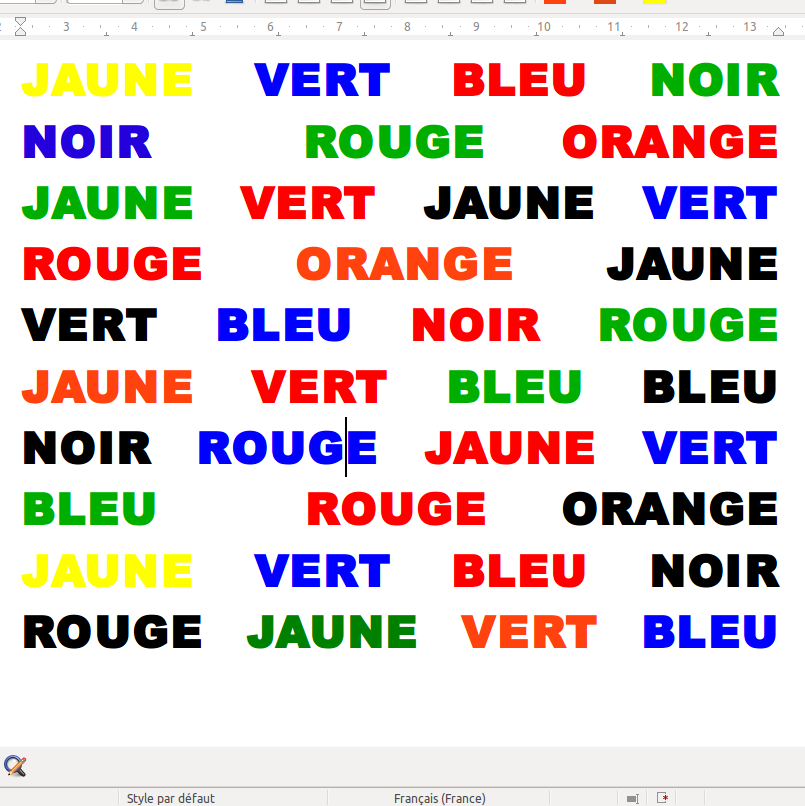 2 3 4 5 6 7 8 9 10 11 12 13
JAUNE VERT BLEU NOIR
NOIR ROUGE ORANGE
JAUNE VERT JAUNE VERT
ROUGE ORANGE JAUNE
VERT BLEU NOIR ROUGE
JAUNE VERT BLEU BLEU
NOIR ROUGE JAUNE VERT
BLEU ROUGE ORANGE
JAUNE VERT BLEU NOIR
ROUGE JAUNE VERT BLEU
Style par défaut Français (France)